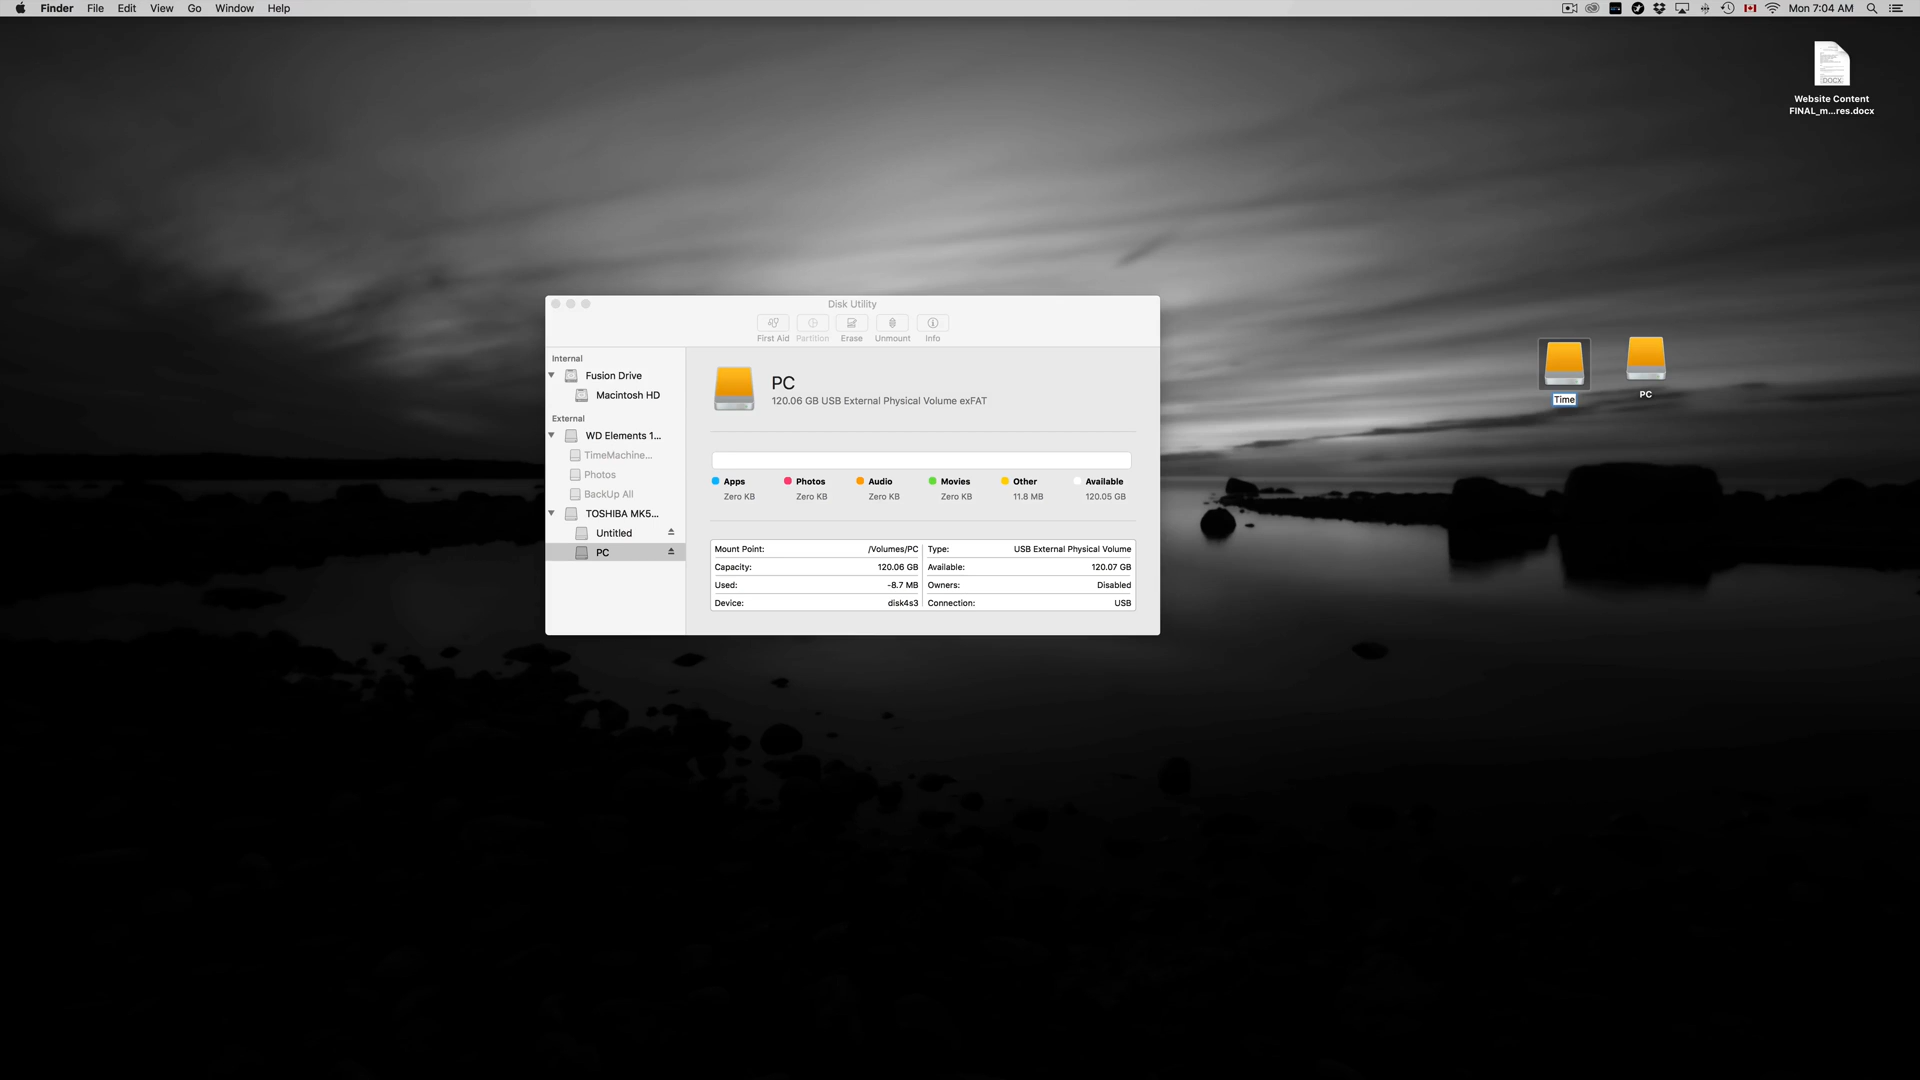 Finder File Edit View Go Window Help
Mon 7:04 AM
DOCX
Website Content
FINAL_m...res.docx
Disk Utility
First Aid Partition Erase Unmount Info
Internal
Fusion Drive
Macintosh HD
External
WD Elements 1...
TimeMachine...
Photos
BackUp All
TOSHIBA MK5...
Untitled
PC
PC
120.06 GB USB External Physical Volume exFAT
Apps Photos Audio Movies Other Available
Zero KB Zero KB Zero KB Zero KB 11.8 MB 120.05 GB
Mount Point: /Volumes/PC Type: USB External Physical Volume
Capacity: 120.06 GB Available: 120.07 GB
Used: -8.7 MB Owners: Disabled
Device: disk4s3 Connection: USB
Time
PC